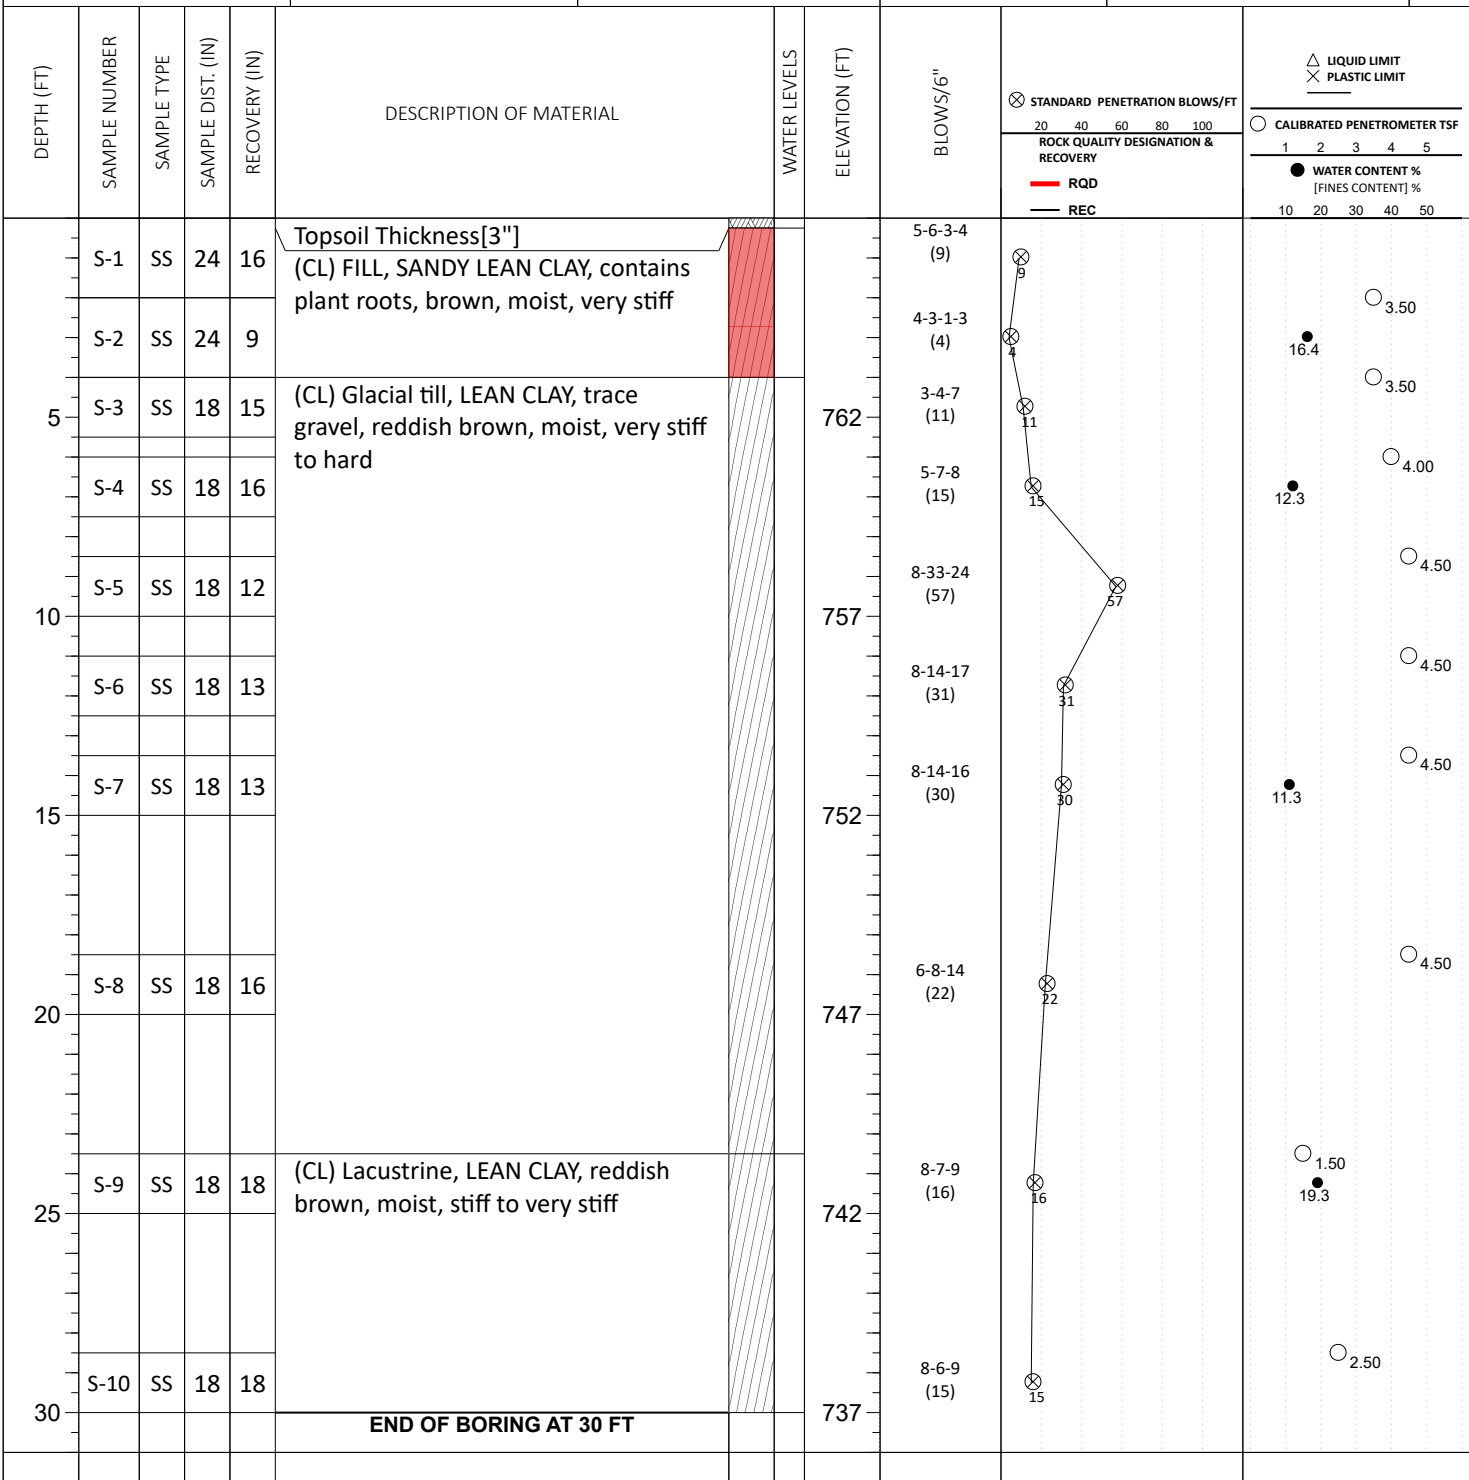 DEPTH (FT)
SAMPLE NUMBER
SAMPLE TYPE
SAMPLE DIST. (IN)
RECOVERY (IN)
DESCRIPTION OF MATERIAL
WATER LEVELS
ELEVATION (FT)
BLOWS/6"
STANDARD PENETRATION BLOWS/FT
20 40 60 80 100
ROCK QUALITY DESIGNATION &
RECOVERY
RQD
REC
LIQUID LIMIT
PLASTIC LIMIT
CALIBRATED PENETROMETER TSF
1 2 3 4 5
WATER CONTENT %
[FINES CONTENT] %
10 20 30 40 50
Topsoil Thickness[3"]
S-1 SS 24 16
(CL) FILL, SANDY LEAN CLAY, contains
plant roots, brown, moist, very stiff
5-6-3-4
(9)
9
3.50
S-2 SS 24 9
4-3-1-3
(4)
4
16.4
3.50
5
S-3 SS 18 15
(CL) Glacial till, LEAN CLAY, trace
gravel, reddish brown, moist, very stiff
to hard
762
3-4-7
(11)
11
4.00
S-4 SS 18 16
5-7-8
(15)
15
12.3
4.50
S-5 SS 18 12
8-33-24
(57)
57
10
757
4.50
S-6 SS 18 13
8-14-17
(31)
31
4.50
S-7 SS 18 13
8-14-16
(30)
30
11.3
15
752
4.50
S-8 SS 18 16
6-8-14
(22)
22
20
747
1.50
S-9 SS 18 18
(CL) Lacustrine, LEAN CLAY, reddish
brown, moist, stiff to very stiff
8-7-9
(16)
16
19.3
25
742
2.50
S-10 SS 18 18
8-6-9
(15)
15
30
END OF BORING AT 30 FT
737